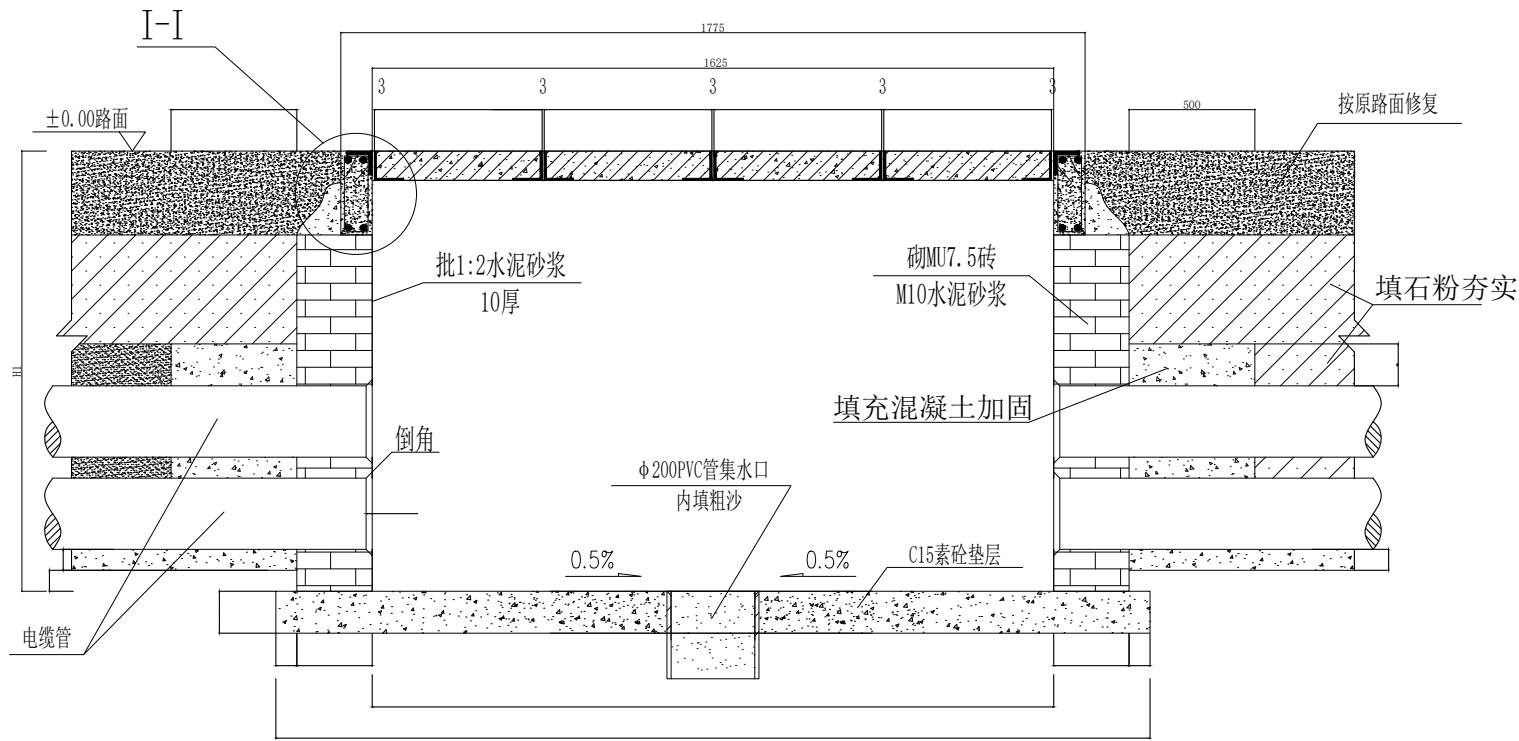 I-I
1775
1625
3
3
3
3
3
500
±0.00路面
按原路面修复
批1:2水泥砂浆
10厚
砌MU7.5砖
M10水泥砂浆
填石粉夯实
H1
填充混凝土加固
倒角
φ200PVC管集水口
内填粗沙
0.5%
0.5%
C15素砼垫层
电缆管